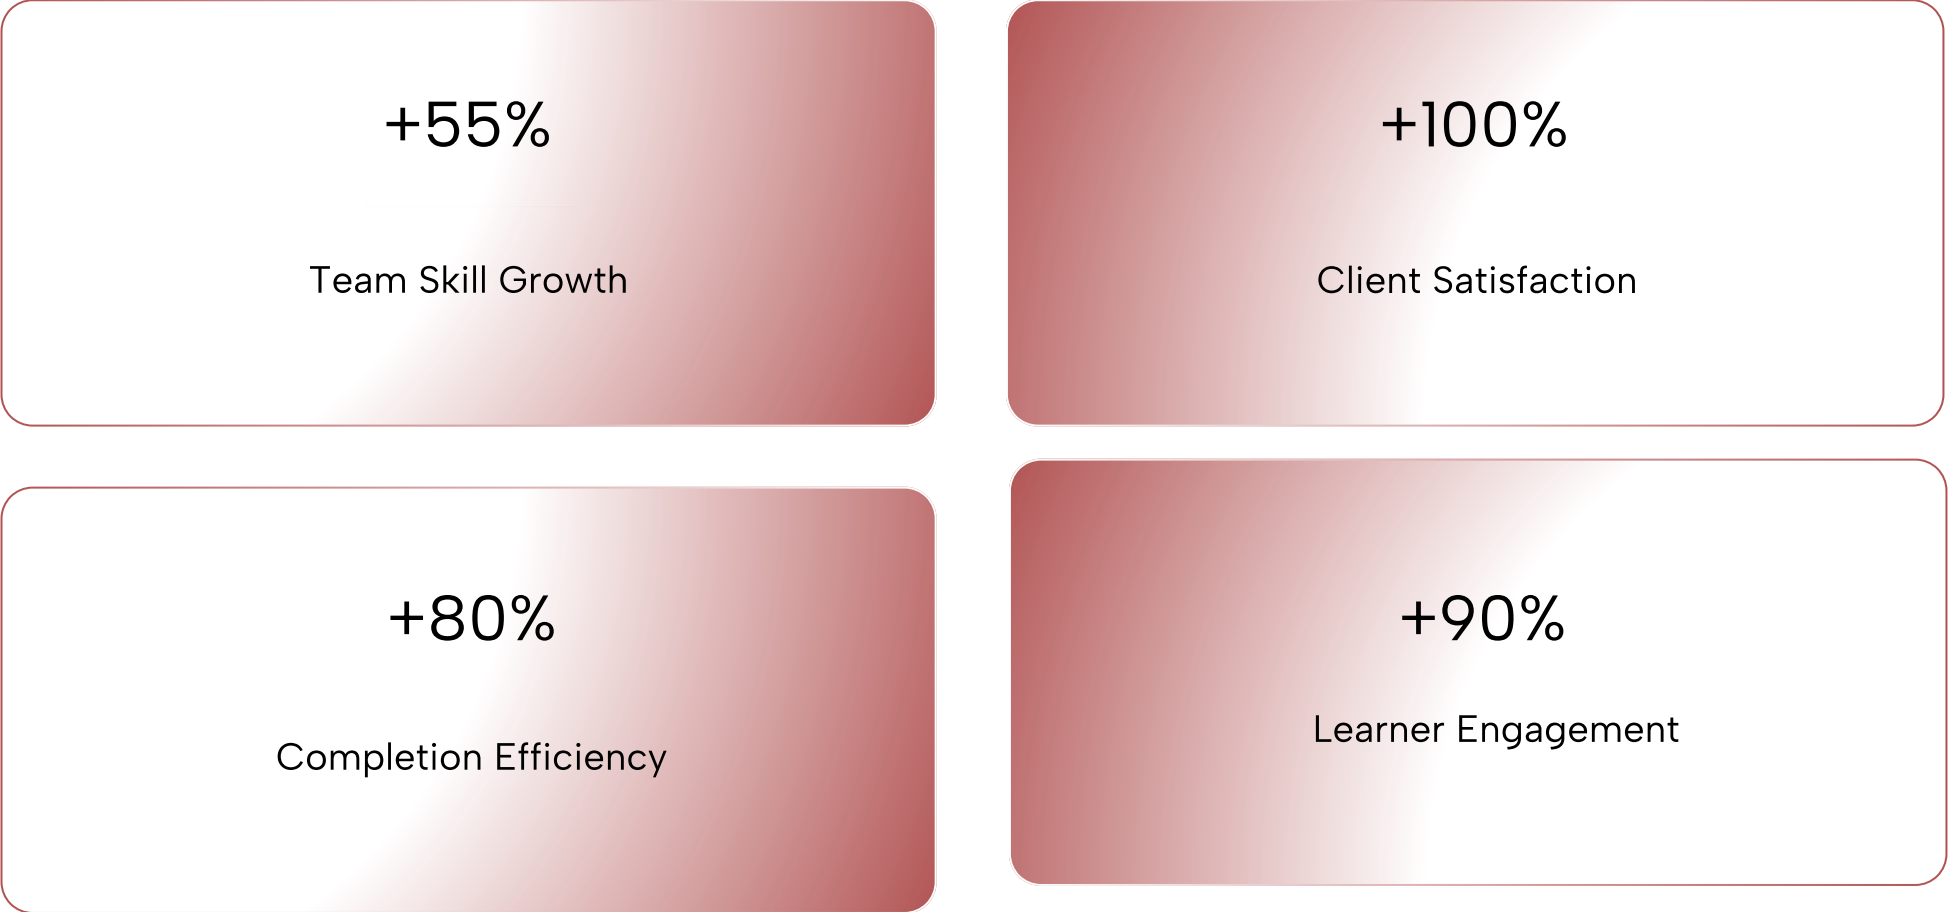 +55%
Team Skill Growth
+100%
Client Satisfaction
+80%
Completion Efficiency
+90%
Learner Engagement